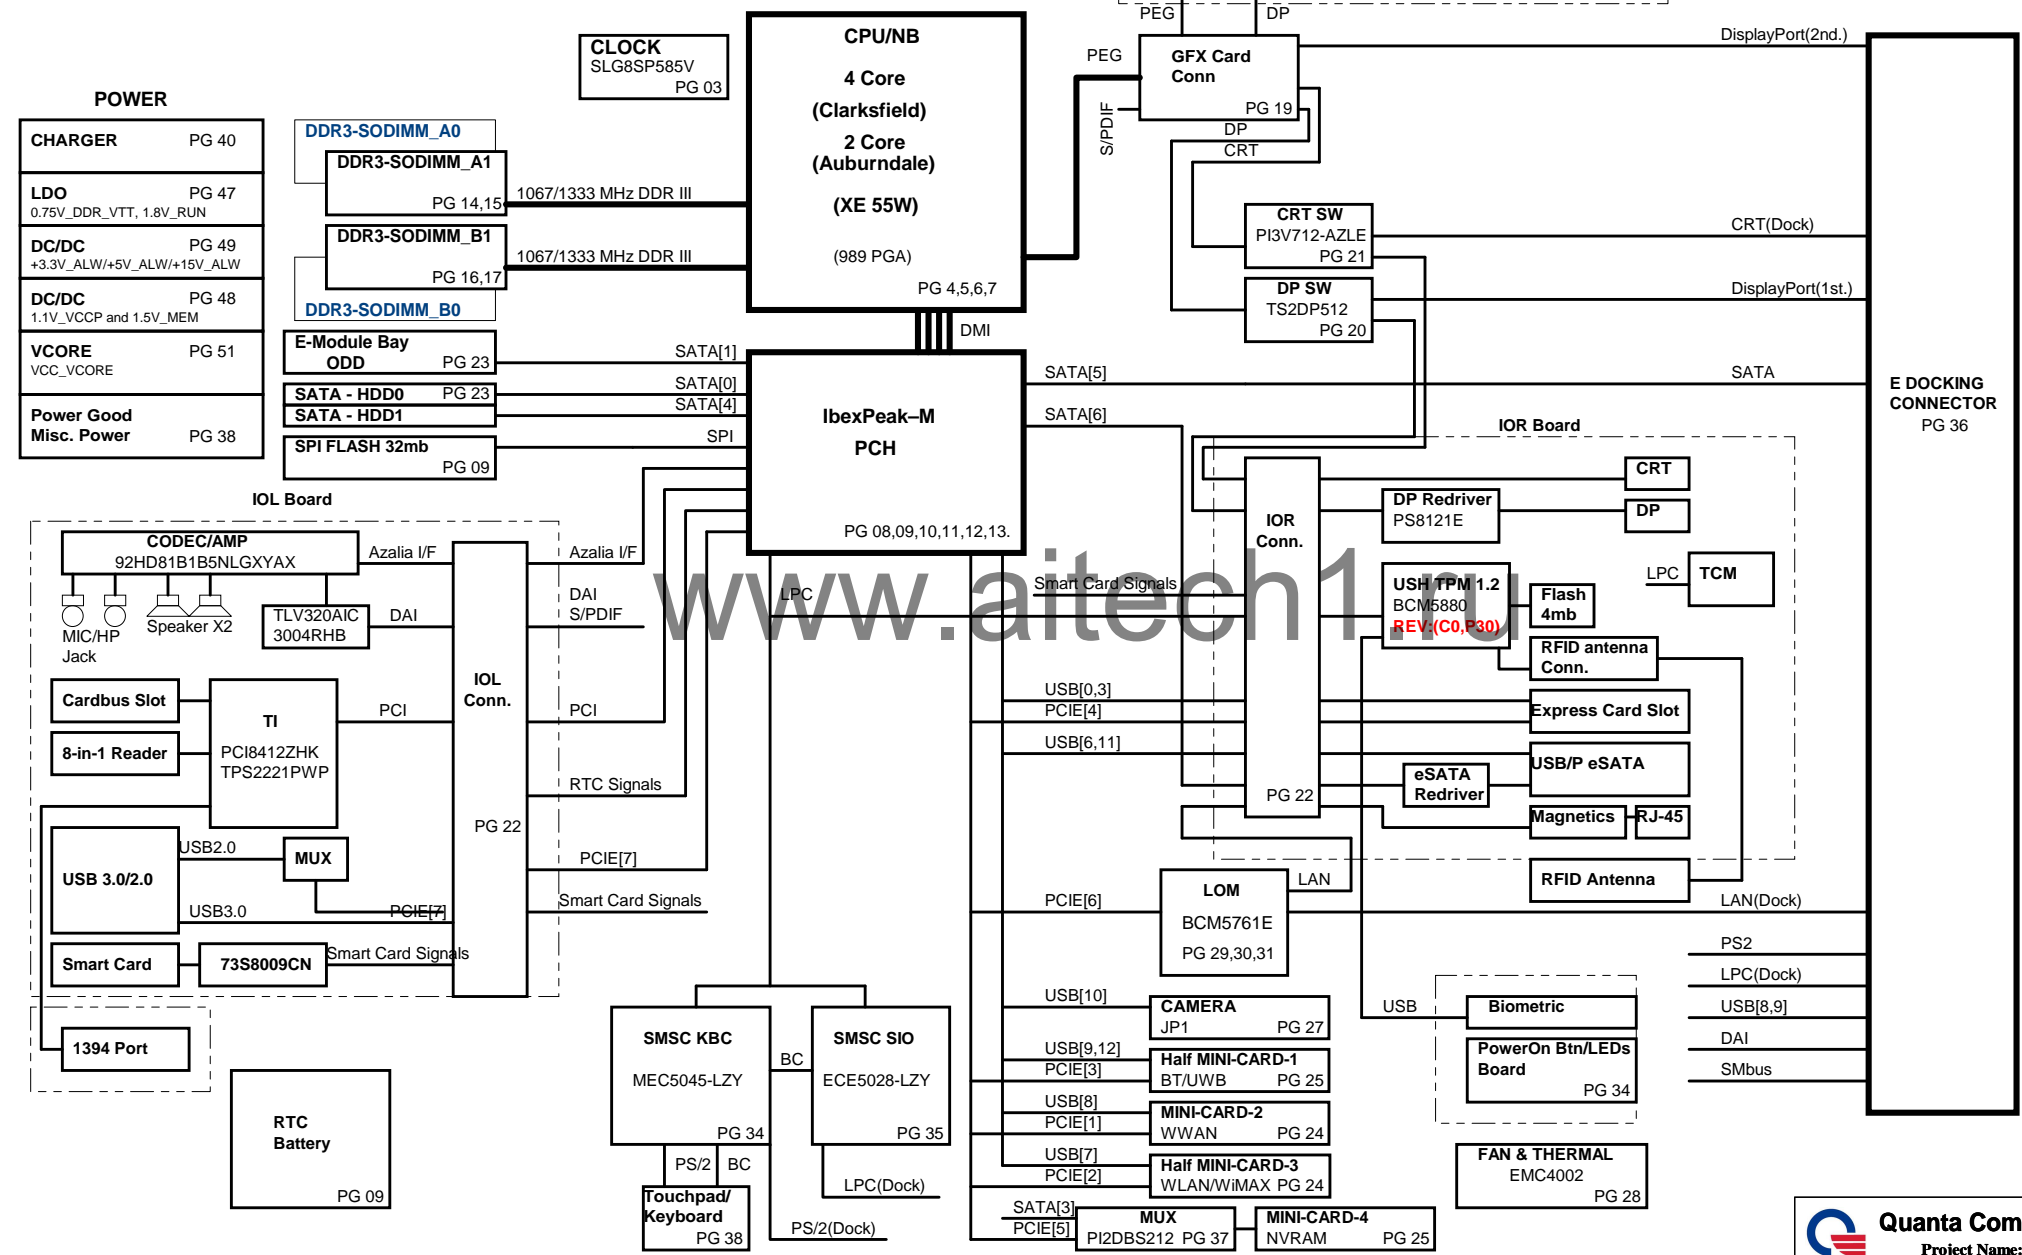 PEG
DP
CPU/NB
4 Core
(Clarksfield)
2 Core
(Auburndale)
(XE 55W)
(989 PGA)
PG 4,5,6,7
CLOCK
SLG8SP585V
PG 03
PEG
S/PDIF
GFX Card
Conn
PG 19
DP
CRT
DisplayPort(2nd.)
POWER
CHARGER PG 40
LDO PG 47
0.75V_DDR_VTT, 1.8V_RUN
DC/DC PG 49
+3.3V_ALW/+5V_ALW/+15V_ALW
DC/DC PG 48
1.1V_VCCP and 1.5V_MEM
VCORE PG 51
VCC_VCORE
Power Good
Misc. Power PG 38
DDR3-SODIMM_A0
DDR3-SODIMM_A1
PG 14,15
1067/1333 MHz DDR III
DDR3-SODIMM_B1
PG 16,17
1067/1333 MHz DDR III
DDR3-SODIMM_B0
CRT SW
PI3V712-AZLE
PG 21
CRT(Dock)
DP SW
TS2DP512
PG 20
DisplayPort(1st.)
DMI
E-Module Bay
ODD PG 23
SATA[1]
SATA - HDD0 PG 23
SATA[0]
SATA - HDD1
SATA[4]
SPI FLASH 32mb
PG 09
SPI
IbexPeak–M
PCH
PG 08,09,10,11,12,13.
SATA[5]
SATA
SATA[6]
E DOCKING
CONNECTOR
PG 36
IOL Board
CODEC/AMP
92HD81B1B5NLGXYAX
Azalia I/F
Azalia I/F
MIC/HP
Jack
Speaker X2
TLV320AIC
3004RHB
DAI
DAI
S/PDIF
Cardbus Slot
8-in-1 Reader
TI
PCI8412ZHK
TPS2221PWP
PCI
IOL
Conn.
PG 22
PCI
RTC Signals
USB 3.0/2.0
USB2.0
MUX
USB3.0
PCIE[7]
PCIE[7]
Smart Card Signals
Smart Card
73S8009CN
Smart Card Signals
1394 Port
RTC
Battery
PG 09
www.aitech1.ru
LPC
Smart Card Signals
IOR Board
IOR
Conn.
PG 22
CRT
DP Redriver
PS8121E
DP
USH TPM 1.2
BCM5880
REV:(C0,P30)
Flash
4mb
LPC
TCM
RFID antenna
Conn.
USB[0,3]
PCIE[4]
Express Card Slot
USB[6,11]
USB/P eSATA
eSATA
Redriver
Magnetics
RJ-45
RFID Antenna
PCIE[6]
LOM
BCM5761E
PG 29,30,31
LAN
LAN(Dock)
PS2
LPC(Dock)
USB[8,9]
DAI
SMbus
USB
Biometric
PowerOn Btn/LEDs
Board
PG 34
FAN & THERMAL
EMC4002
PG 28
SMSC KBC
MEC5045-LZY
PG 34
BC
SMSC SIO
ECE5028-LZY
PG 35
PS/2
BC
Touchpad/
Keyboard
PG 38
LPC(Dock)
PS/2(Dock)
USB[10]
CAMERA
JP1 PG 27
USB[9,12]
PCIE[3]
Half MINI-CARD-1
BT/UWB PG 25
USB[8]
PCIE[1]
MINI-CARD-2
WWAN PG 24
USB[7]
PCIE[2]
Half MINI-CARD-3
WLAN/WiMAX PG 24
SATA[3]
PCIE[5]
MUX
PI2DBS212 PG 37
MINI-CARD-4
NVRAM PG 25
Quanta Com
Project Name: